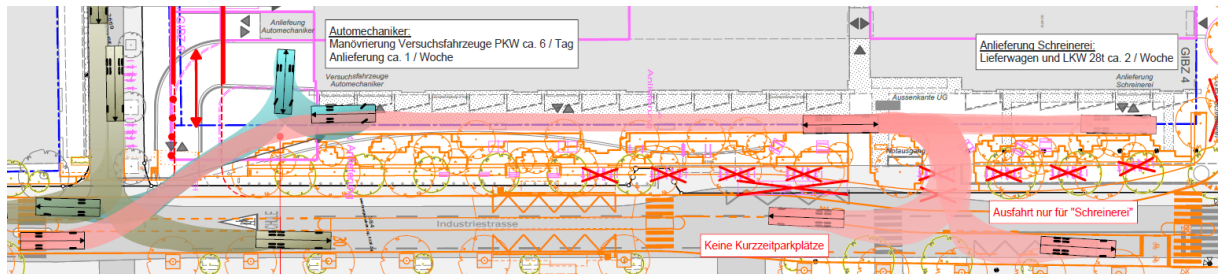 Anlieferung
Automechaniker
Automechaniker:
Manövrierung Versuchsfahrzeuge PKW ca. 6 / Tag
Anlieferung ca. 1 / Woche
Versuchsfahrzeuge
Automechaniker
Anlieferung Schreinerei:
Lieferwagen und LKW 28t ca. 2 / Woche
GIBZ 4
Anlieferung
Schreinerei
Aussenkante UG
Notausgang
Industriestrasse
Ausfahrt nur für "Schreinerei"
Keine Kurzzeitparkplätze